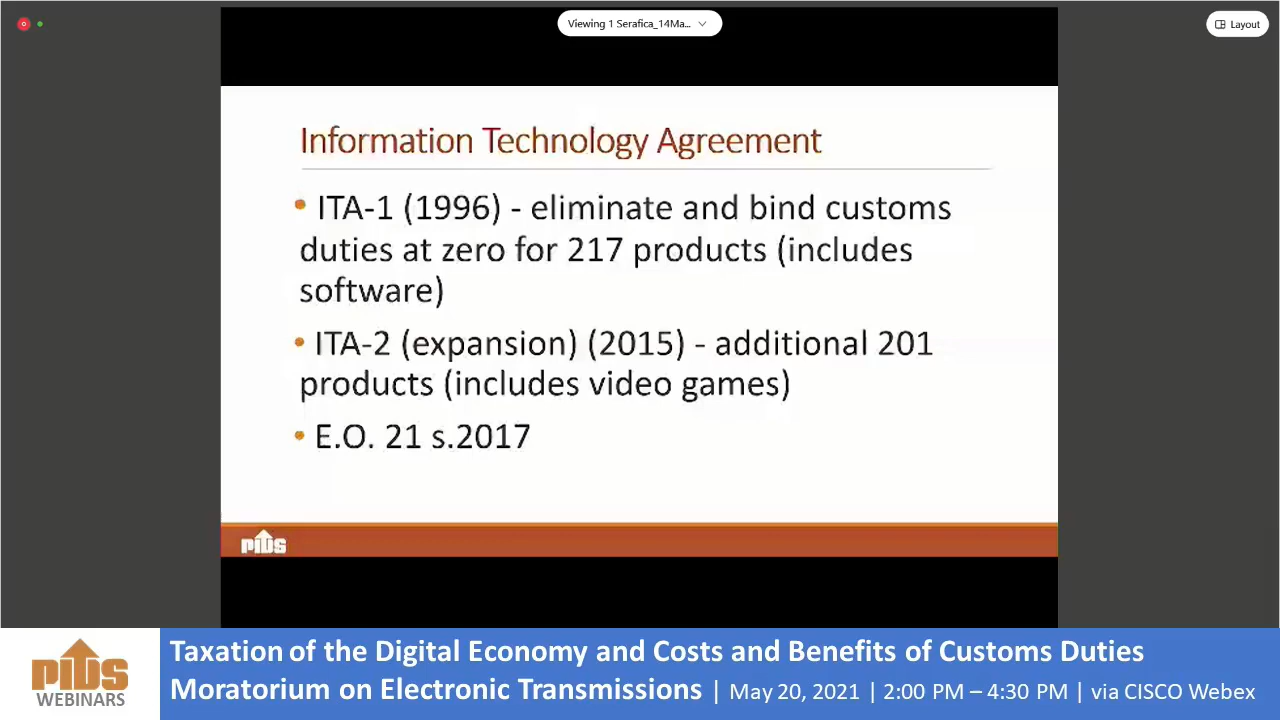 Viewing 1 Serafica_14Ma...
Layout
Information Technology Agreement
• ITA-1 (1996) - eliminate and bind customs
duties at zero for 217 products (includes
software)
• ITA-2 (expansion) (2015) - additional 201
products (includes video games)
• E.O. 21 s.2017
PIDS
PIDS
WEBINARS
Taxation of the Digital Economy and Costs and Benefits of Customs Duties
Moratorium on Electronic Transmissions | May 20, 2021 | 2:00 PM – 4:30 PM | via CISCO Webex